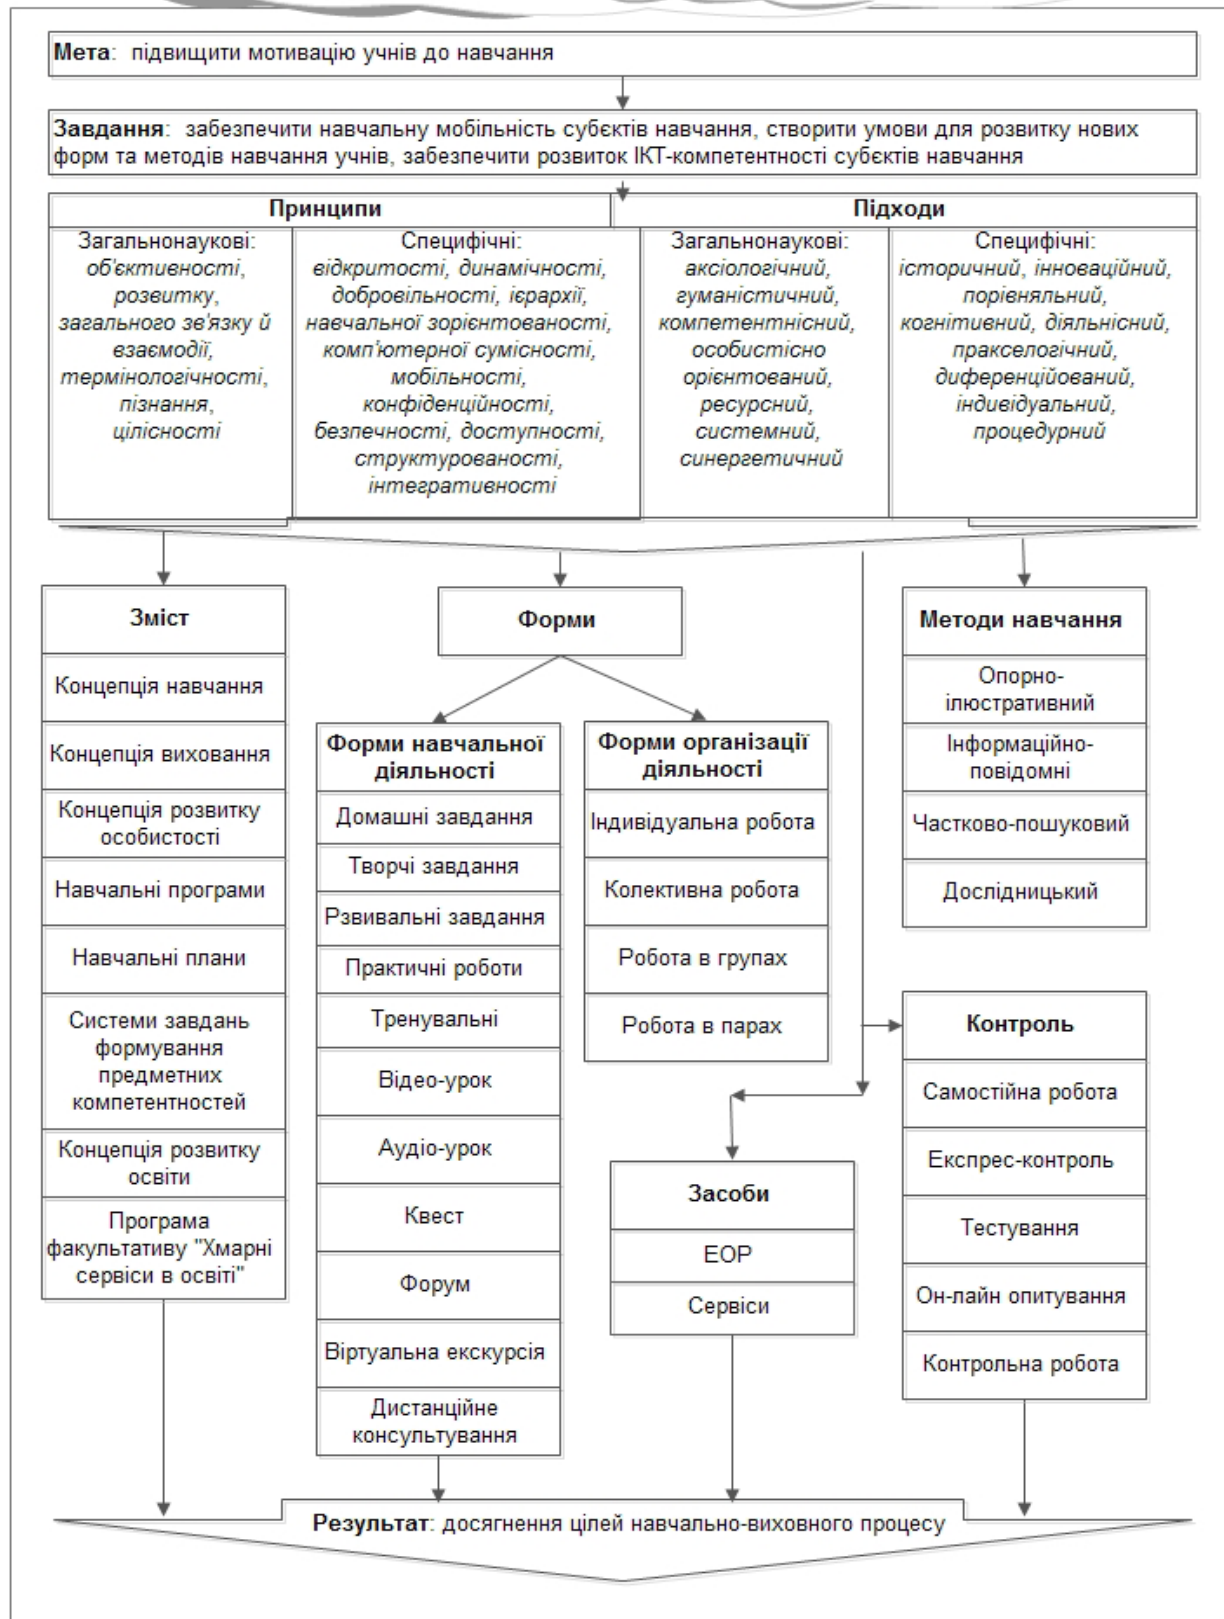 Мета: підвищити мотивацію учнів до навчання
Завдання: забезпечити навчальну мобільність субєктів навчання, створити умови для розвитку нових
форм та методів навчання учнів, забезпечити розвиток ІКТ-компетентності субєктів навчання
Принципи
Підходи
Загальнонаукові:
об'єктивності,
розвитку,
загального зв'язку й
взаємодії,
термінологічності,
пізнання,
цілісності
Специфічні:
відкритості, динамічності,
добровільності, ієрархії,
навчальної зорієнтованості,
комп'ютерної сумісності,
мобільності,
конфіденційності,
безпечності, доступності,
структурованості,
інтегративності
Загальнонаукові:
аксіологічний,
гуманістичний,
компетентнісний,
особистісно
орієнтований,
ресурсний,
системний,
синергетичний
Специфічні:
історичний, інноваційний,
порівняльний,
когнітивний, діяльнісний,
праксeлогічний,
диференційований,
індивідуальний,
процедурний
Зміст
Концепція навчання
Концепція виховання
Концепція розвитку
особистості
Навчальні програми
Навчальні плани
Системи завдань
формування
предметних
компетентностей
Концепція розвитку
освіти
Програма
факультативу "Хмарні
сервіси в освіті"
Форми
Форми навчальної
діяльності
Домашні завдання
Творчі завдання
Рзвивальні завдання
Практичні роботи
Тренувальні
Відео-урок
Аудіо-урок
Квест
Форум
Віртуальна екскурсія
Дистанційне
консультування
Форми організації
діяльності
Індивідуальна робота
Колективна робота
Робота в групах
Робота в парах
Засоби
ЕОР
Сервіси
Методи навчання
Опорно-
ілюстративний
Інформаційно-
повідомні
Частково-пошуковий
Дослідницький
Контроль
Самостійна робота
Експрес-контроль
Тестування
Он-лайн опитування
Контрольна робота
Результат: досягнення цілей навчально-виховного процесу